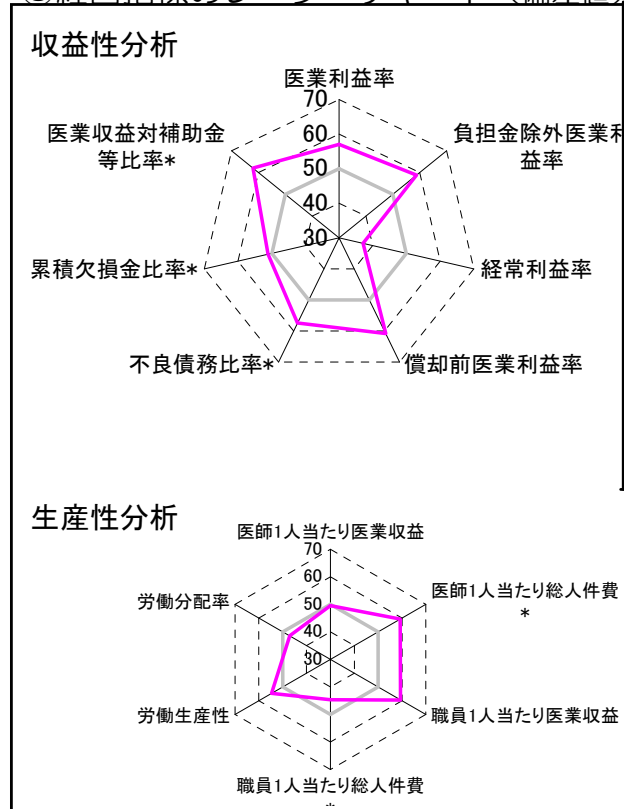 収益性分析
医業利益率
70
60
50
40
30
医業収益対補助金
等比率*
負担金除外医業利
益率
累積欠損金比率*
経常利益率
不良債務比率*
償却前医業利益率
生産性分析
医師1人当たり医業収益
70
60
50
40
30
労働分配率
医師1人当たり総人件費
*
労働生産性
職員1人当たり医業収益
職員1人当たり総人件費